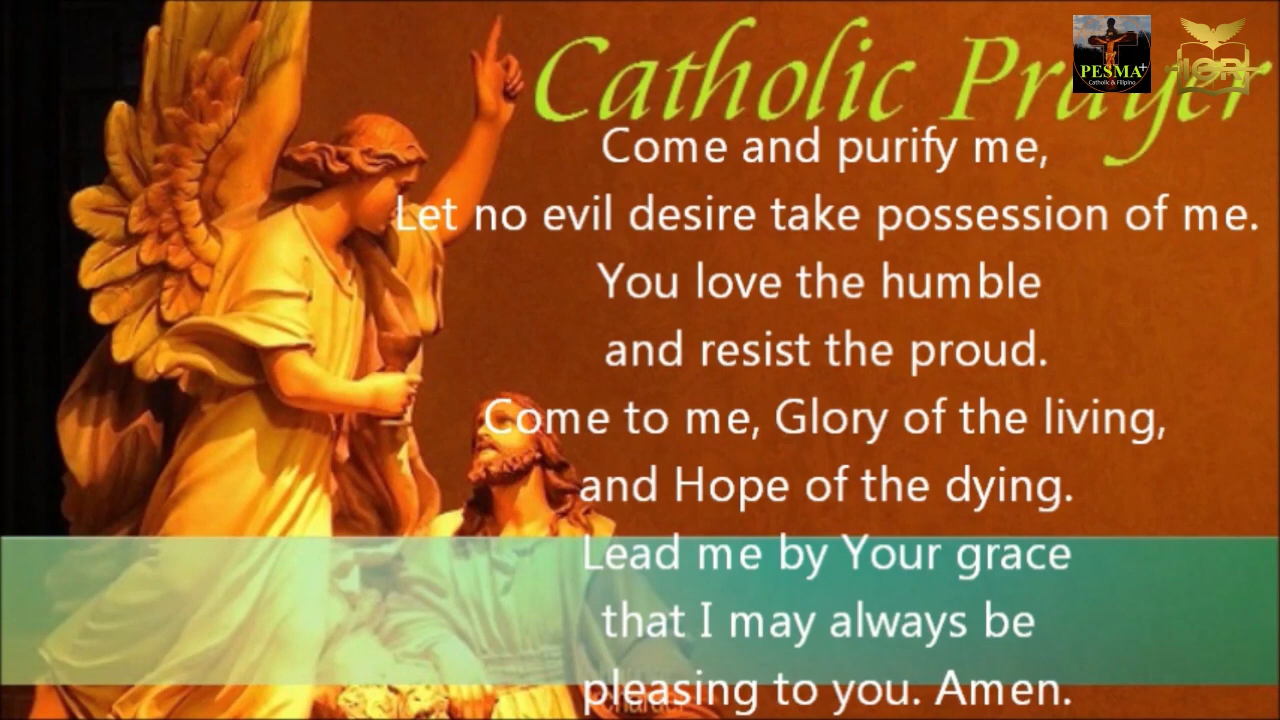 Catholic Prayer
PESMA+
Catholic & Filipino
Come and purify me,
Let no evil desire take possession of me.
You love the humble
and resist the proud.
Come to me, Glory of the living,
and Hope of the dying.
Lead me by Your grace
that I may always be
pleasing to you. Amen.